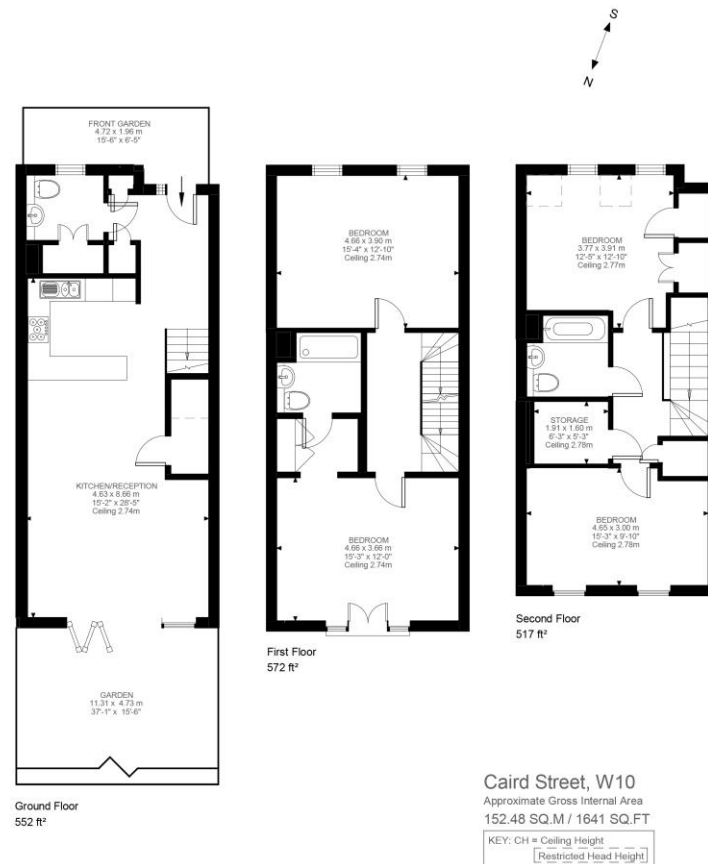 S
N
FRONT GARDEN
4.72 x 1.96 m
15'-6" x 6'-5"
KITCHEN/RECEPTION
4.63 x 8.66 m
15'-2" x 28'-5"
Ceiling 2.74m
GARDEN
11.31 x 4.73 m
37'-1" x 15'-6"
Ground Floor
552 ft²
BEDROOM
4.66 x 3.90 m
15'-4" x 12'-10"
Ceiling 2.74m
BEDROOM
4.66 x 3.66 m
15'-3" x 12'-0"
Ceiling 2.74m
First Floor
572 ft²
BEDROOM
3.77 x 3.91 m
12'-5" x 12'-10"
Ceiling 2.77m
STORAGE
1.91 x 1.60 m
6'-3" x 5'-3"
Ceiling 2.78m
BEDROOM
4.65 x 3.00 m
15'-3" x 9'-10"
Ceiling 2.78m
Second Floor
517 ft²
Caird Street, W10
Approximate Gross Internal Area
152.48 SQ.M / 1641 SQ.FT
KEY: CH = Ceiling Height
Restricted Head Height